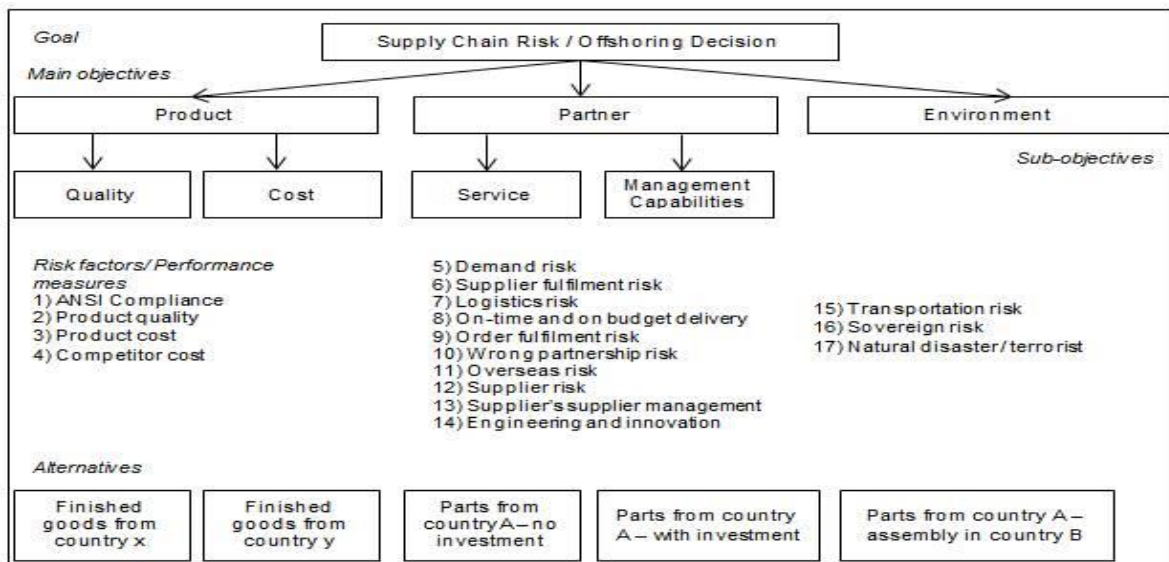 Goal
Supply Chain Risk / Offshoring Decision
Main objectives
Product
Partner
Environment
Sub-objectives
Quality
Cost
Service
Management
Capabilities
Risk factors/Performance
measures
1) ANSI Compliance
2) Product quality
3) Product cost
4) Competitor cost
5) Demand risk
6) Supplier fulfilment risk
7) Logistics risk
8) On-time and on budget delivery
9) Order fulfilment risk
10) Wrong partnership risk
11) Overseas risk
12) Supplier risk
13) Supplier's supplier management
14) Engineering and innovation
15) Transportation risk
16) Sovereign risk
17) Natural disaster/terrorist
Alternatives
Finished
goods from
country x
Finished
goods from
country y
Parts from
country A – no
investment
Parts from country
A – with investment
Parts from country A –
assembly in country B